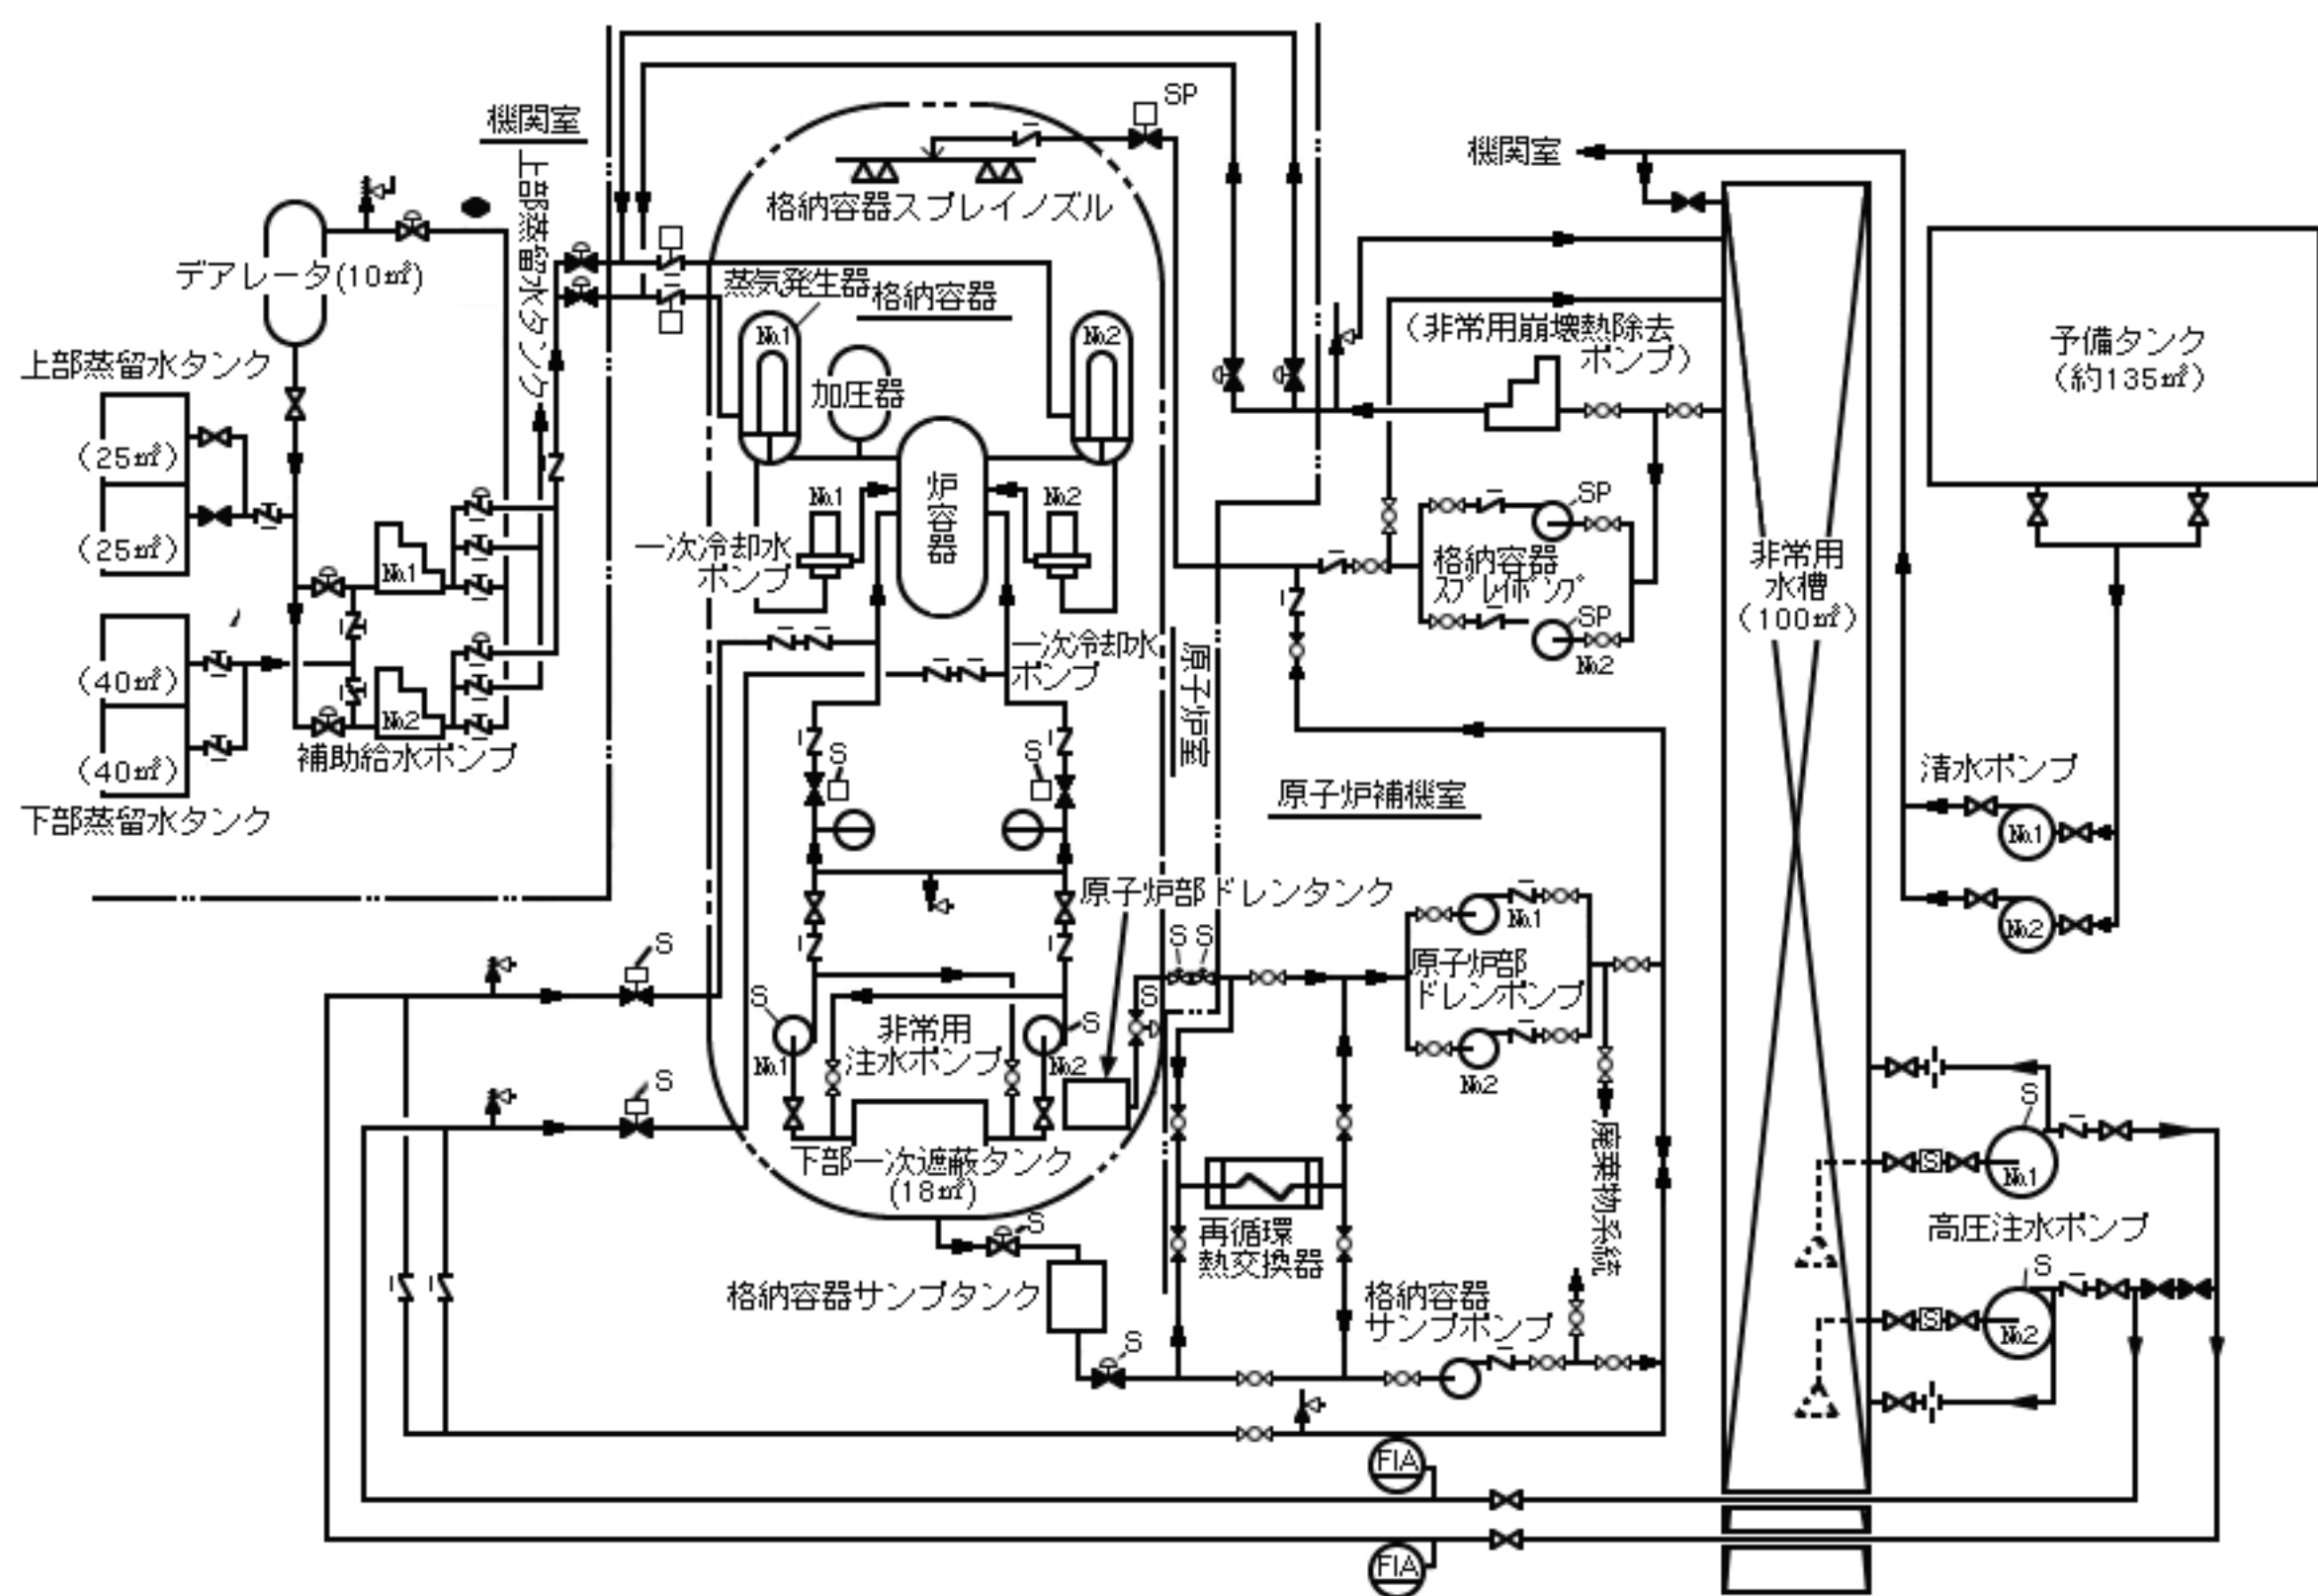 機関室
上部蒸留水タンク
デアレータ(10㎥)
上部蒸留水タンク
(25㎥)
(25㎥)
(40㎥)
(40㎥)
下部蒸留水タンク
No.1
No.2
補助給水ポンプ
SP
格納容器スプレイノズル
蒸気発生器
格納容器
No.1
No.2
加圧器
炉容器
No.1
No.2
一次冷却水
ポンプ
一次冷却水
ポンプ
原子炉室
S
S
原子炉部ドレンタンク
S
S
S
S
S
S
S
非常用
注水ポンプ
No.1
No.2
下部一次遮蔽タンク
(18㎥)
S
格納容器サンプタンク
S
機関室
(非常用崩壊熱除去
ポンプ)
SP
格納容器
スプレイポンプ
SP
No.2
原子炉補機室
No.1
原子炉部
ドレンポンプ
No.2
廃棄物系統
再循環
熱交換器
格納容器
サンプポンプ
FIA
FIA
非常用
水槽
(100㎥)
予備タンク
(約135㎥)
清水ポンプ
No.1
No.2
S
S
No.1
高圧注水ポンプ
S
S
No.2